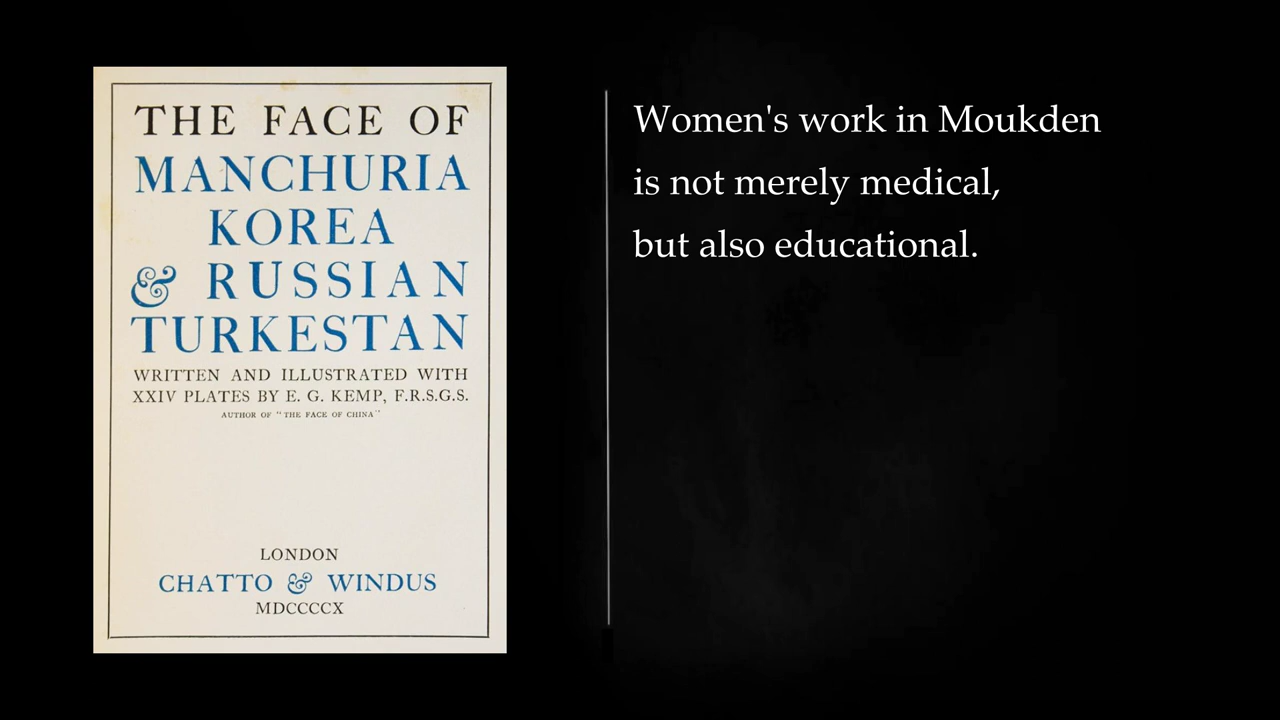 THE FACE OF
MANCHURIA
KOREA
& RUSSIAN
TURKESTAN
WRITTEN AND ILLUSTRATED WITH
XXIV PLATES BY E. G. KEMP, F.R.S.G.S.
AUTHOR OF "THE FACE OF CHINA"
LONDON
CHATTO & WINDUS
MDCCCCX
Women's work in Moukden
is not merely medical,
but also educational.